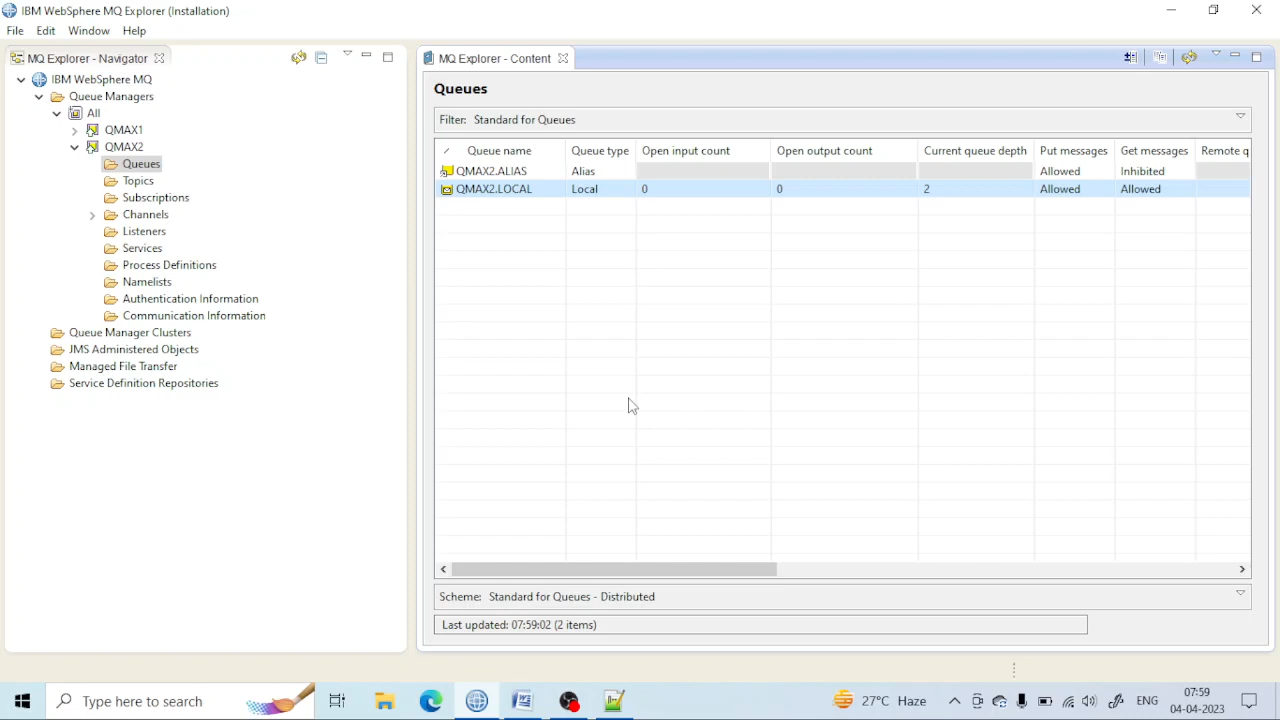 IBM WebSphere MQ Explorer (Installation)
File Edit Window Help
MQ Explorer - Navigator
IBM WebSphere MQ
Queue Managers
All
QMAX1
QMAX2
Queues
Topics
Subscriptions
Channels
Listeners
Services
Process Definitions
Namelists
Authentication Information
Communication Information
Queue Manager Clusters
JMS Administered Objects
Managed File Transfer
Service Definition Repositories
MQ Explorer - Content
Queues
Filter: Standard for Queues
Queue name Queue type Open input count Open output count Current queue depth Put messages Get messages Remote q
QMAX2.ALIAS Alias Allowed Inhibited
QMAX2.LOCAL Local 0 0 2 Allowed Allowed
Scheme: Standard for Queues - Distributed
Last updated: 07:59:02 (2 items)
Type here to search
27°C Haze
ENG
07:59
04-04-2023